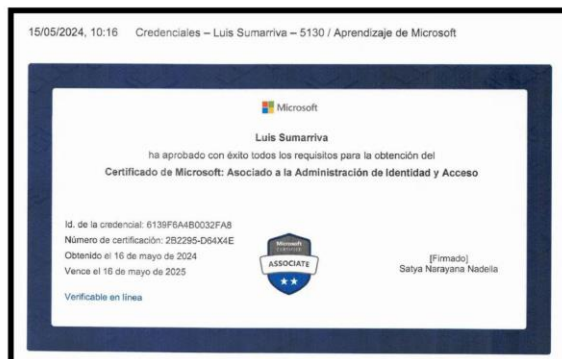 15/05/2024, 10:16 Credenciales – Luis Sumarriva – 5130 / Aprendizaje de Microsoft
Microsoft
Luis Sumarriva
ha aprobado con éxito todos los requisitos para la obtención del
Certificado de Microsoft: Asociado a la Administración de Identidad y Acceso
Id. de la credencial: 6139F6A4B0032FA8
Número de certificación: 2B2295-D64X4E
Obtenido el 16 de mayo de 2024
Vence el 16 de mayo de 2025
Verificable en línea
Microsoft
CERTIFIED
ASSOCIATE
[Firmado]
Satya Narayana Nadella